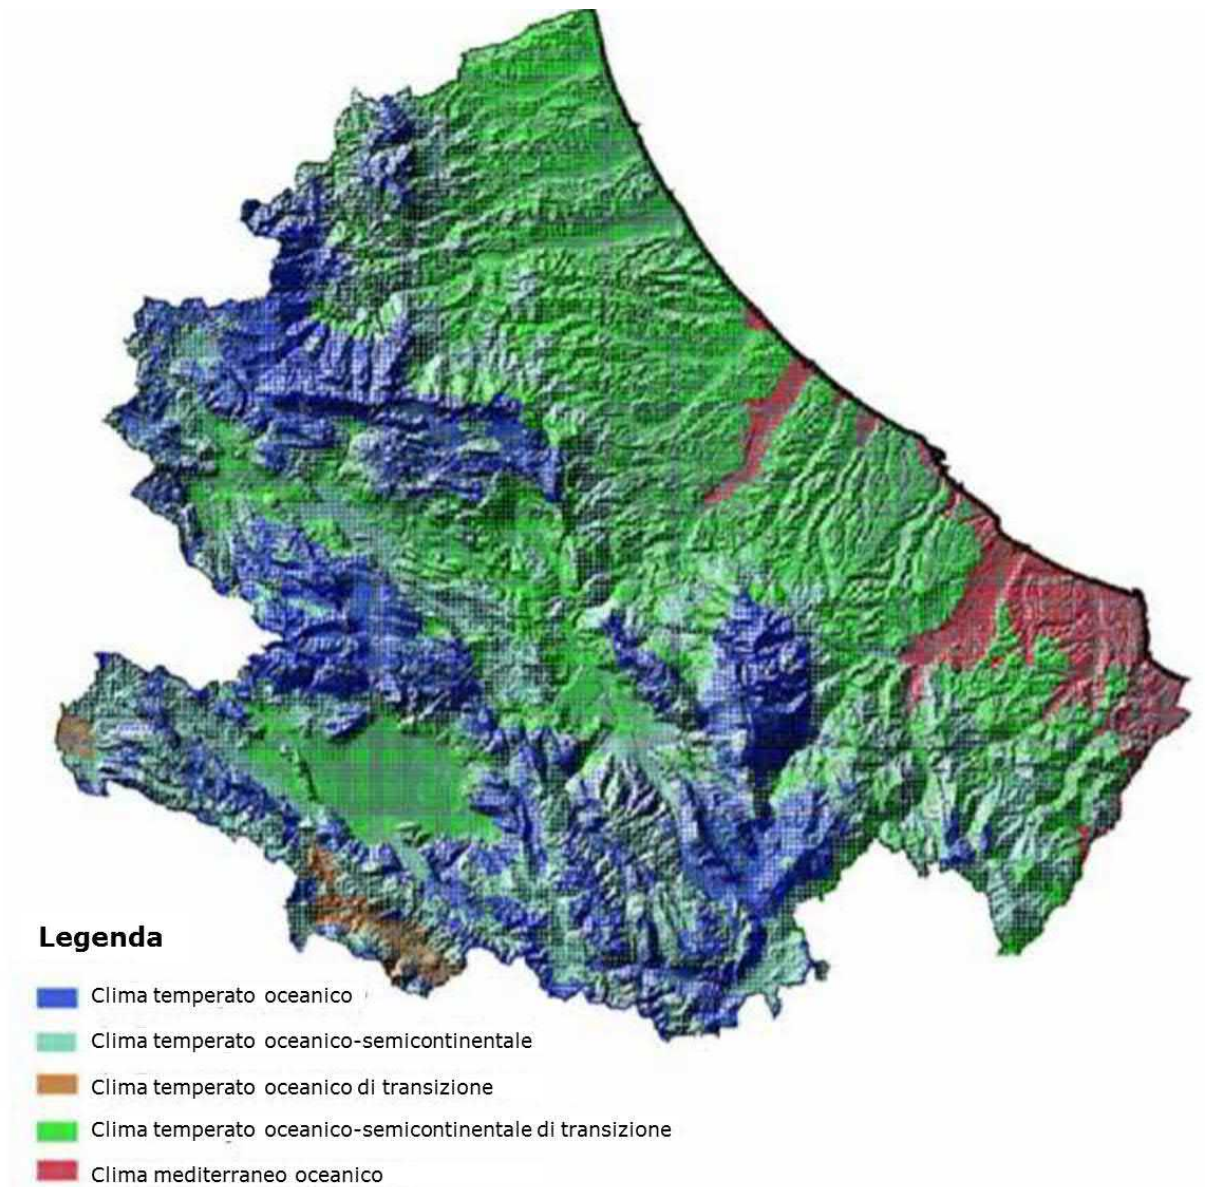 Legenda
Clima temperato oceanico
Clima temperato oceanico-semicontinentale
Clima temperato oceanico di transizione
Clima temperato oceanico-semicontinentale di transizione
Clima mediterraneo oceanico